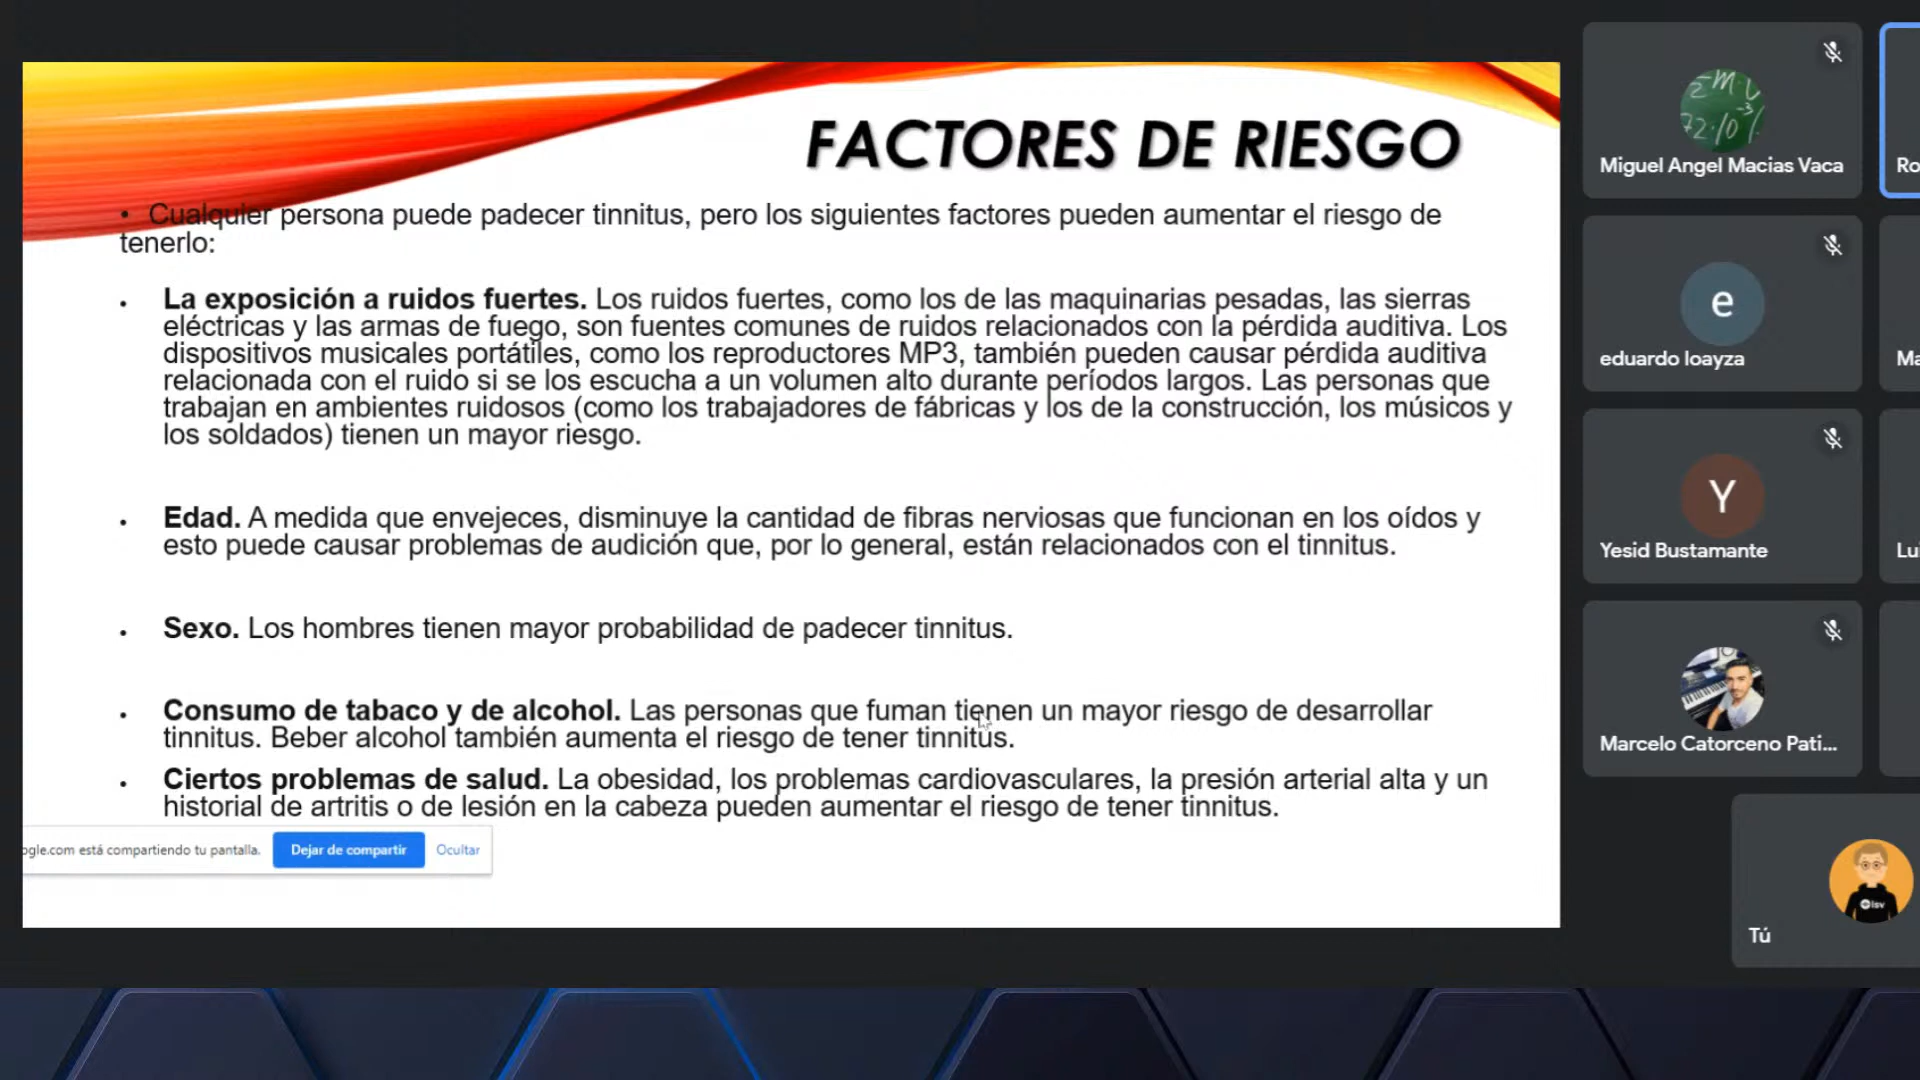 FACTORES DE RIESGO
• Cualquier persona puede padecer tinnitus, pero los siguientes factores pueden aumentar el riesgo de
tenerlo:
• La exposición a ruidos fuertes. Los ruidos fuertes, como los de las maquinarias pesadas, las sierras
eléctricas y las armas de fuego, son fuentes comunes de ruidos relacionados con la pérdida auditiva. Los
dispositivos musicales portátiles, como los reproductores MP3, también pueden causar pérdida auditiva
relacionada con el ruido si se los escucha a un volumen alto durante períodos largos. Las personas que
trabajan en ambientes ruidosos (como los trabajadores de fábricas y los de la construcción, los músicos y
los soldados) tienen un mayor riesgo.
• Edad. A medida que envejeces, disminuye la cantidad de fibras nerviosas que funcionan en los oídos y
esto puede causar problemas de audición que, por lo general, están relacionados con el tinnitus.
• Sexo. Los hombres tienen mayor probabilidad de padecer tinnitus.
• Consumo de tabaco y de alcohol. Las personas que fuman tienen un mayor riesgo de desarrollar
tinnitus. Beber alcohol también aumenta el riesgo de tener tinnitus.
• Ciertos problemas de salud. La obesidad, los problemas cardiovasculares, la presión arterial alta y un
historial de artritis o de lesión en la cabeza pueden aumentar el riesgo de tener tinnitus.
ogle.com está compartiendo tu pantalla. Dejar de compartir Ocultar
Miguel Angel Macias Vaca
Ro
e
eduardo loayza
Ma
Y
Yesid Bustamante
Lui
Marcelo Catorceno Pati...
lsv
Tú